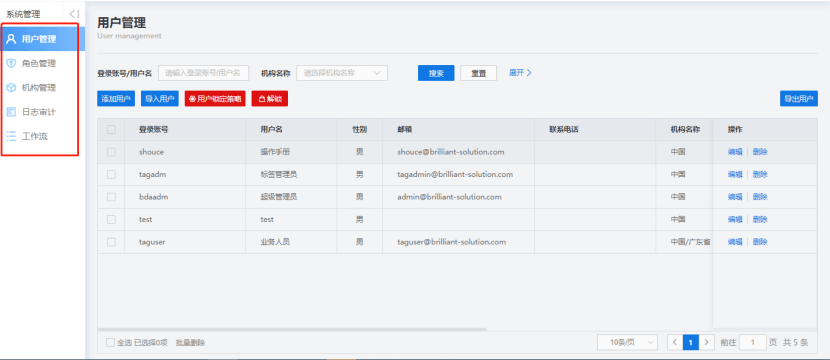 系统管理
用户管理
角色管理
机构管理
日志审计
工作流
用户管理
User management
登录账号/用户名 请输入登录账号/用户名 机构名称 请选择机构名称 搜索 重置 展开
添加用户 导入用户 用户锁定策略 解锁 导出用户
登录账号 用户名 性别 邮箱 联系电话 机构名称 操作
shouce 操作手册 男 shouce@brilliant-solution.com 中国 编辑 删除
tagadm 标签管理员 男 tagadmin@brilliant-solution.com 中国 编辑 删除
bdaadm 超级管理员 男 admin@brilliant-solution.com 中国 编辑 删除
test test 男 中国 编辑 删除
taguser 业务人员 男 taguser@brilliant-solution.com 中国/广东省 编辑 删除
全选 已选择0项 批量删除 10条/页 1 前往 1 页 共 5 条